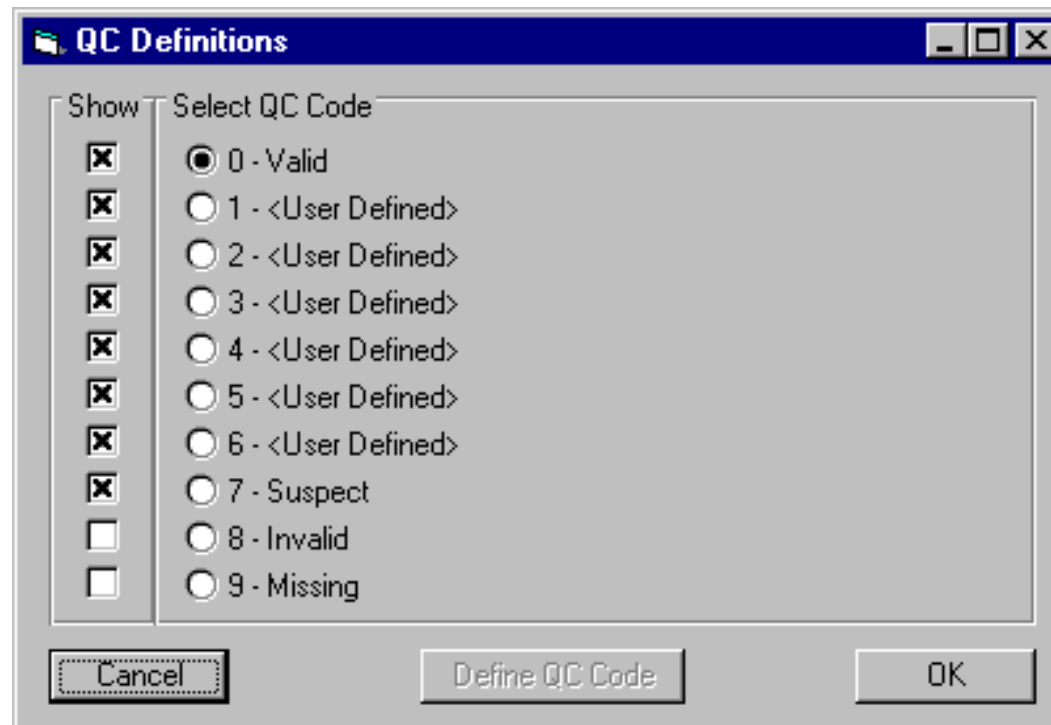 QC Definitions
Show Select QC Code
0 - Valid
1 - <User Defined>
2 - <User Defined>
3 - <User Defined>
4 - <User Defined>
5 - <User Defined>
6 - <User Defined>
7 - Suspect
8 - Invalid
9 - Missing
Cancel Define QC Code OK